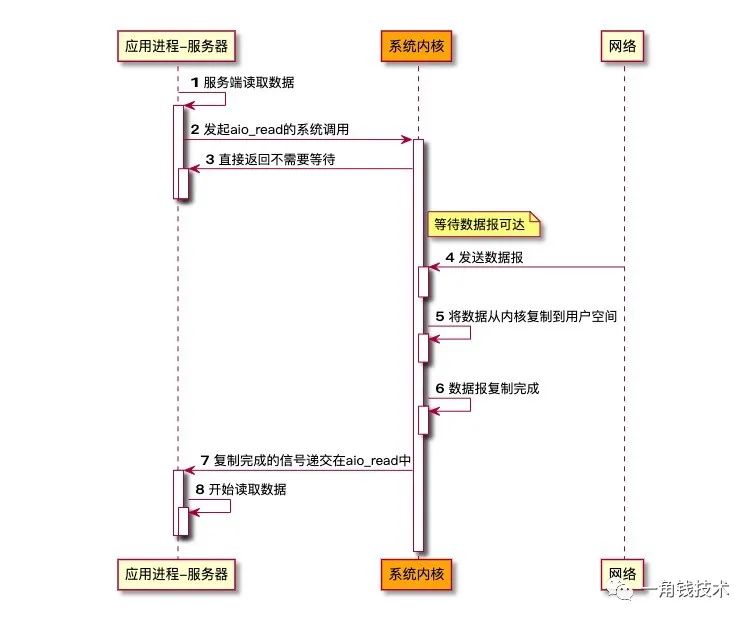 应用进程-服务器 系统内核 网络
1 服务端读取数据
2 发起aio_read的系统调用
3 直接返回不需要等待
等待数据报可达
4 发送数据报
5 将数据从内核复制到用户空间
6 数据报复制完成
7 复制完成的信号递交在aio_read中
8 开始读取数据
应用进程-服务器 系统内核 网络
一角钱技术